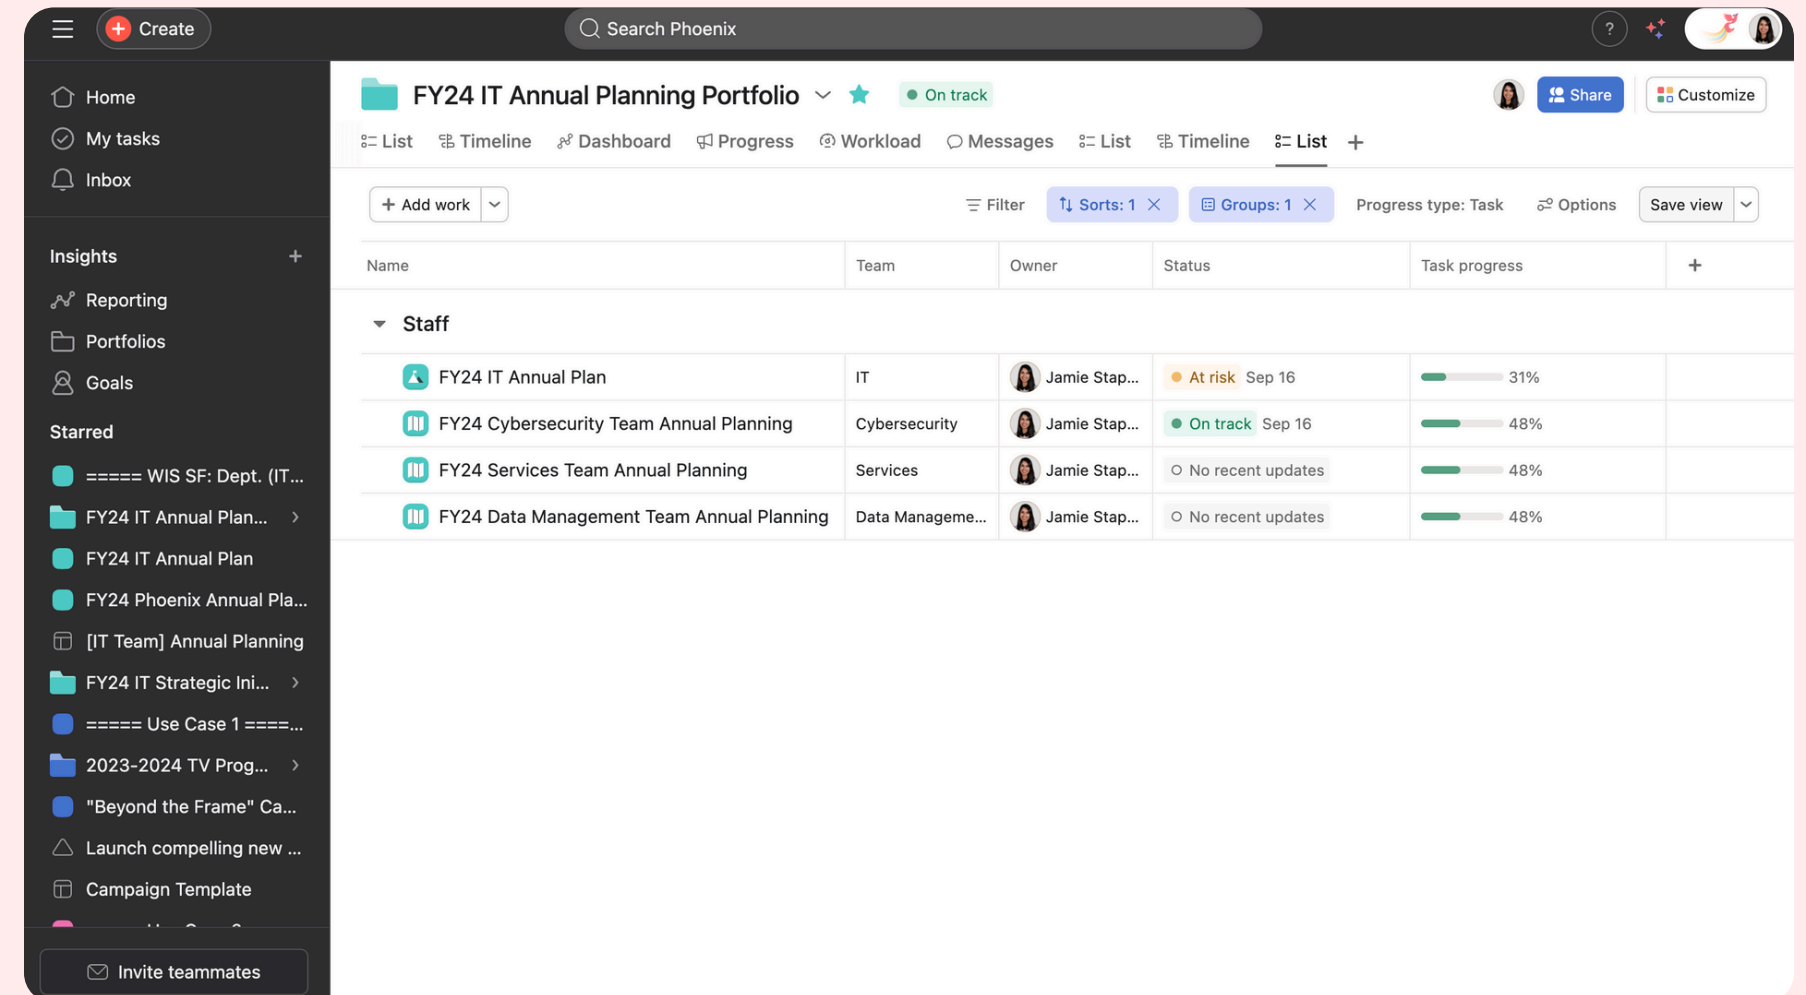 Create
Search Phoenix
?
Home
My tasks
Inbox
Insights
Reporting
Portfolios
Goals
Starred
===== WIS SF: Dept. (IT...
FY24 IT Annual Plan...
FY24 IT Annual Plan
FY24 Phoenix Annual Pla...
[IT Team] Annual Planning
FY24 IT Strategic Ini...
===== Use Case 1 ====...
2023-2024 TV Prog...
"Beyond the Frame" Ca...
Launch compelling new ...
Campaign Template
Invite teammates
FY24 IT Annual Planning Portfolio
On track
Share
Customize
List Timeline Dashboard Progress Workload Messages List Timeline List +
+ Add work
Filter Sorts: 1 Groups: 1 Progress type: Task Options Save view
Name Team Owner Status Task progress +
Staff
FY24 IT Annual Plan IT Jamie Stap... At risk Sep 16 31%
FY24 Cybersecurity Team Annual Planning Cybersecurity Jamie Stap... On track Sep 16 48%
FY24 Services Team Annual Planning Services Jamie Stap... No recent updates 48%
FY24 Data Management Team Annual Planning Data Manageme... Jamie Stap... No recent updates 48%